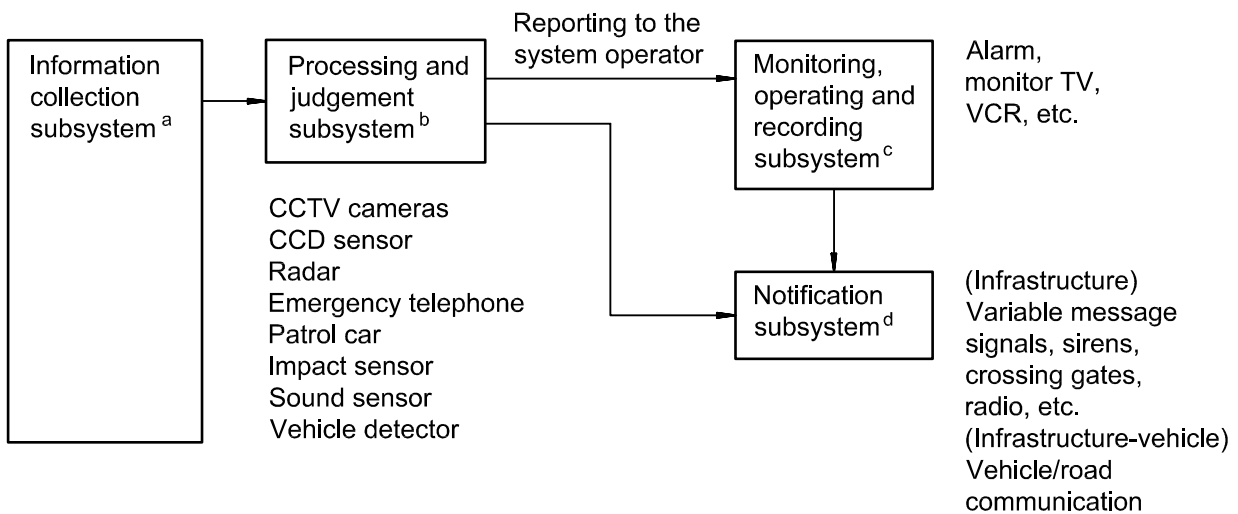 Information
collection
subsystem a
Processing and
judgement
subsystem b
CCTV cameras
CCD sensor
Radar
Emergency telephone
Patrol car
Impact sensor
Sound sensor
Vehicle detector
Reporting to the
system operator
Monitoring,
operating and
recording
subsystem c
Alarm,
monitor TV,
VCR, etc.
Notification
subsystem d
(Infrastructure)
Variable message
signals, sirens,
crossing gates,
radio, etc.
(Infrastructure-vehicle)
Vehicle/road
communication